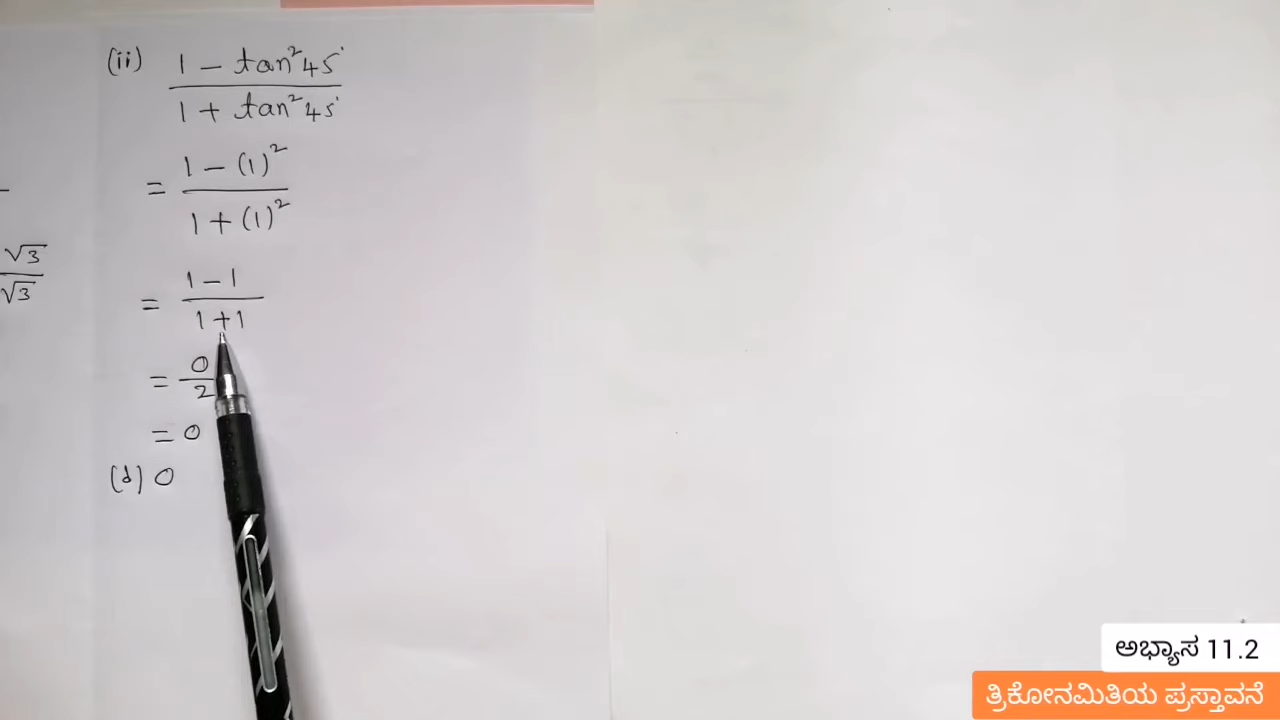 (ii) 1 - tan²45°
1 + tan²45°
= 1 - (1)²
1 + (1)²
√3
√3
= 1 - 1
1 + 1
= 0
2
= 0
(d) 0
ಅಭ್ಯಾಸ 11.2
ತ್ರಿಕೋನಮಿತಿಯ ಪ್ರಸ್ತಾವನೆ